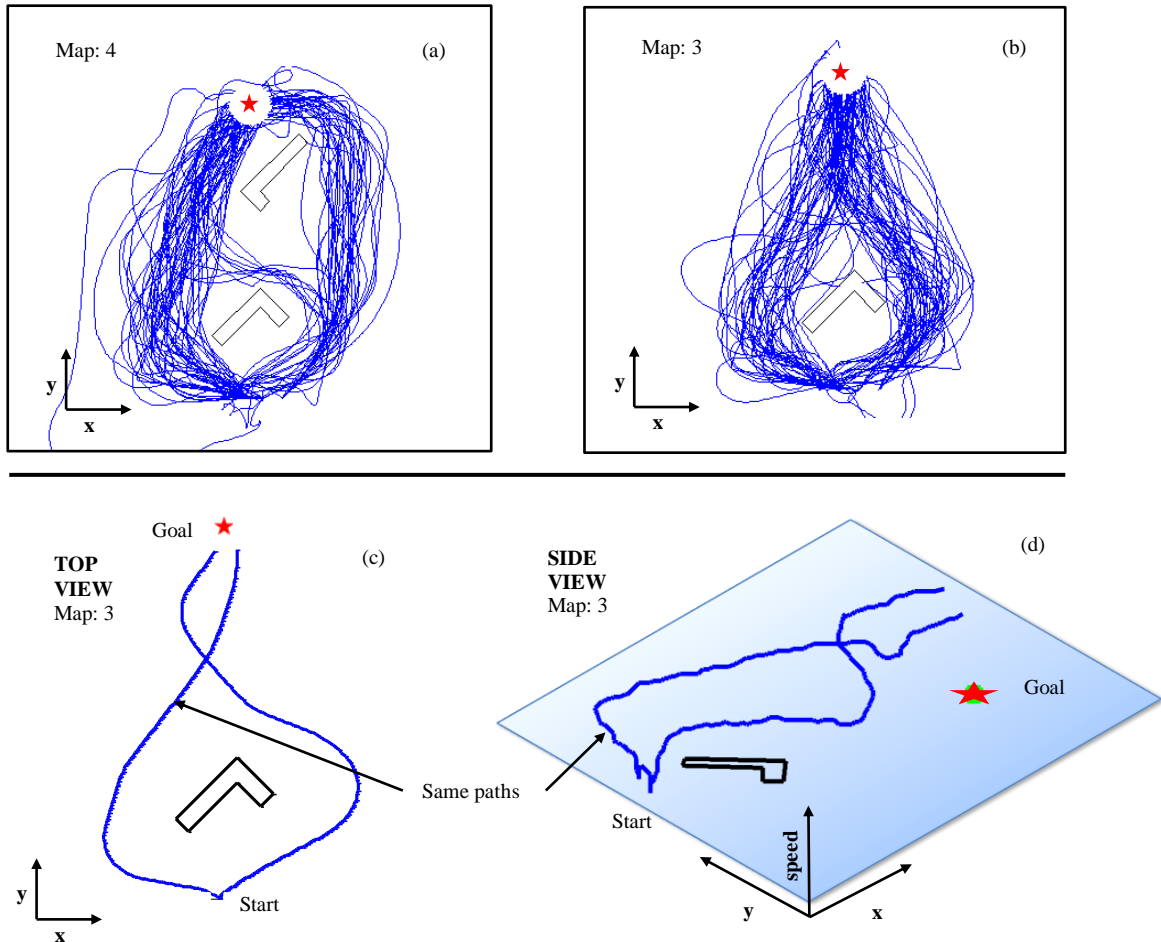 Map: 4
(a)
y
x
Map: 3
(b)
y
x
Goal
TOP
VIEW
Map: 3
(c)
Same paths
Start
y
x
SIDE
VIEW
Map: 3
(d)
Goal
Start
speed
y
x